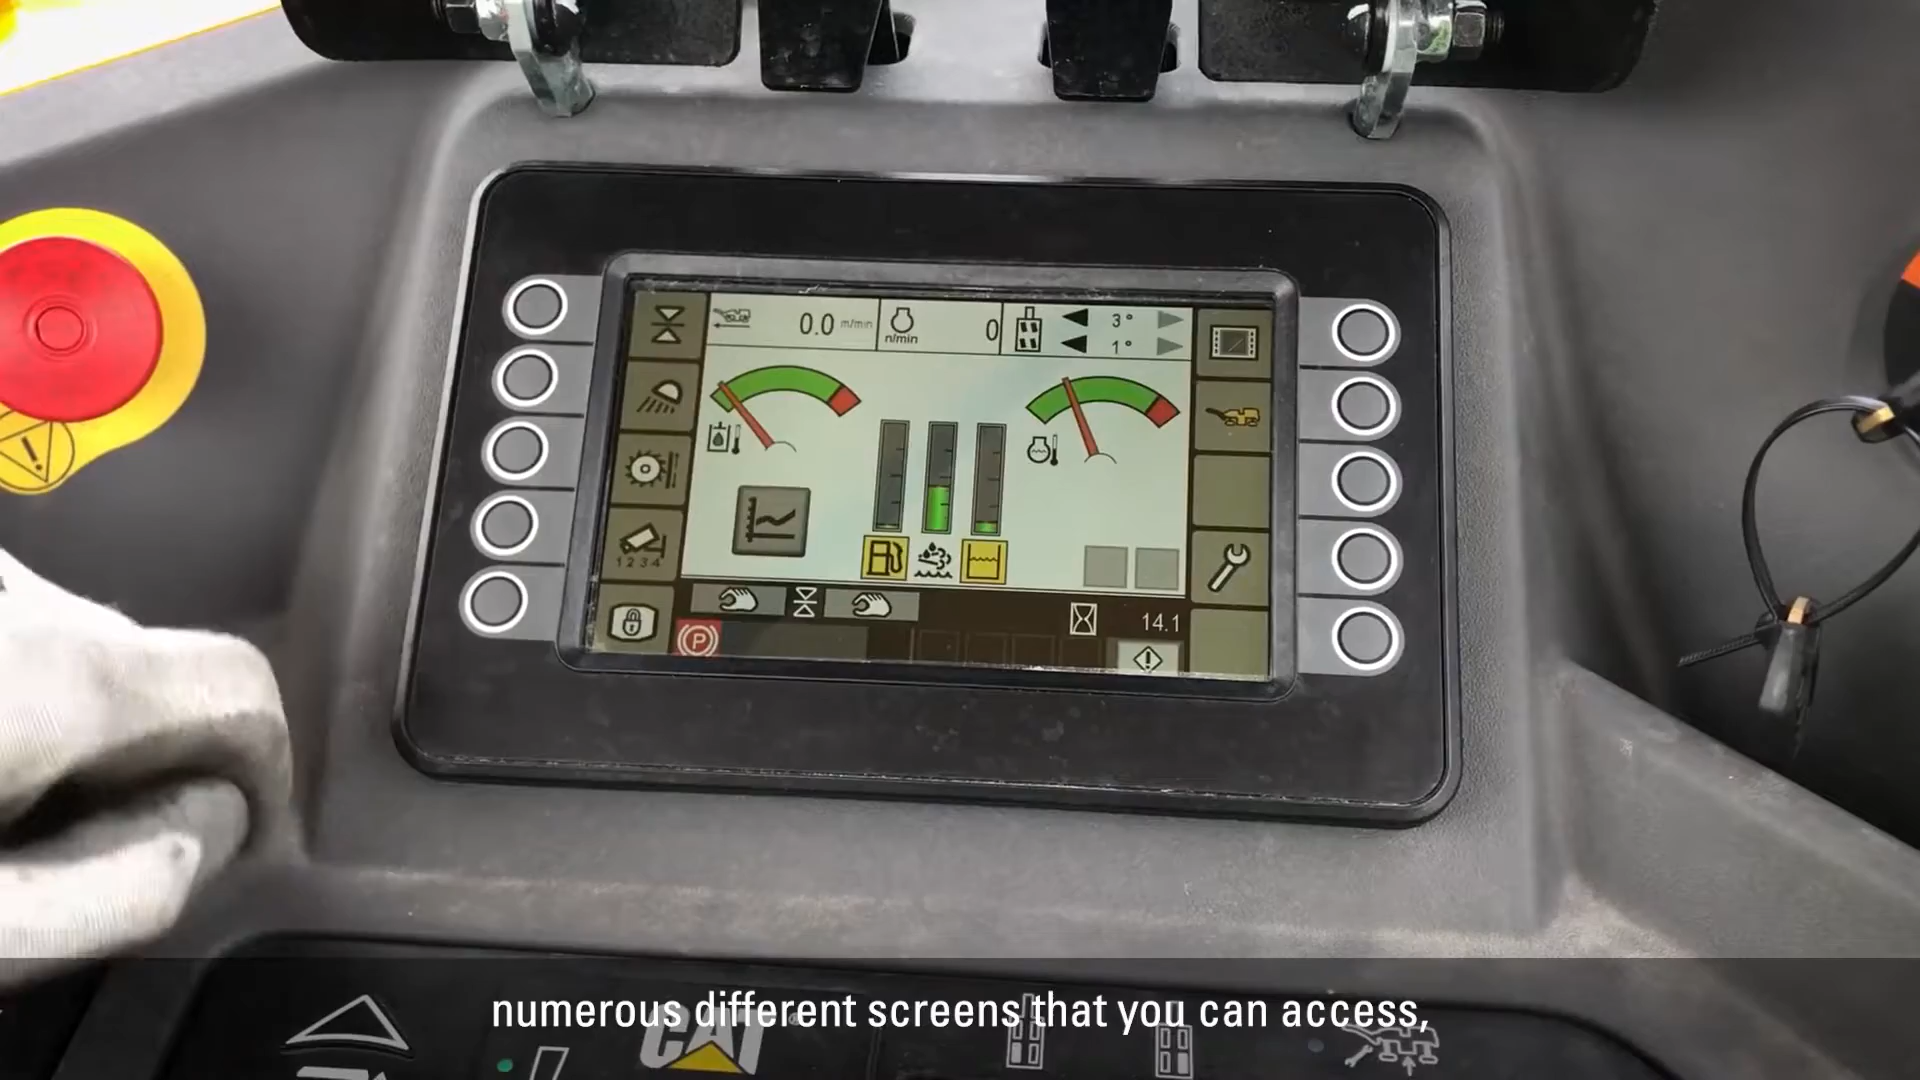 0.0 m/min
n/min 0
3°
1°
1 2 3 4
P
14.1
numerous different screens that you can access,
CAT